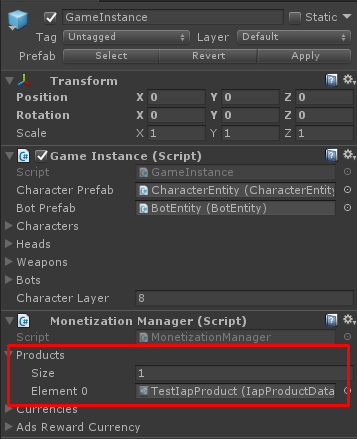 GameInstance Static
Tag Untagged Layer Default
Prefab Select Revert Apply
Transform
Position X 0 Y 0 Z 0
Rotation X 0 Y 0 Z 0
Scale X 1 Y 1 Z 1
Game Instance (Script)
Script GameInstance
Character Prefab CharacterEntity (CharacterEntity
Bot Prefab BotEntity (BotEntity)
Characters
Heads
Weapons
Bots
Character Layer 8
Monetization Manager (Script)
Script MonetizationManager
Products
Size 1
Element 0 TestIapProduct (IapProductData
Currencies
Ads Reward Currency